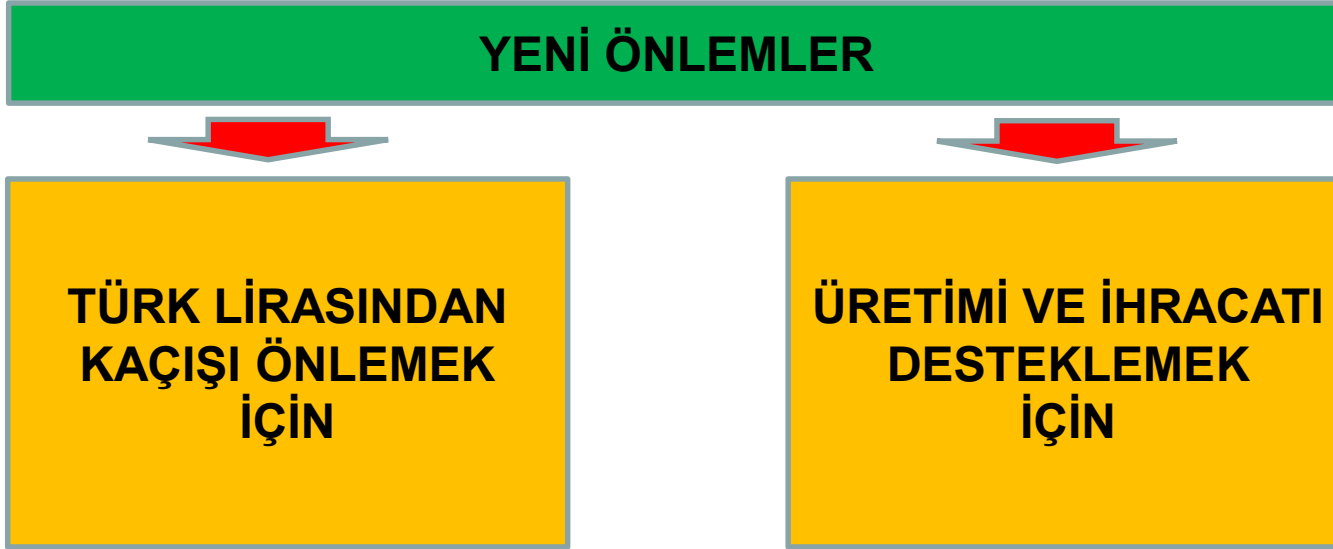 YENİ ÖNLEMLER
TÜRK LİRASINDAN
KAÇIŞI ÖNLEMEK
İÇİN
ÜRETİMİ VE İHRACATI
DESTEKLEMEK
İÇİN